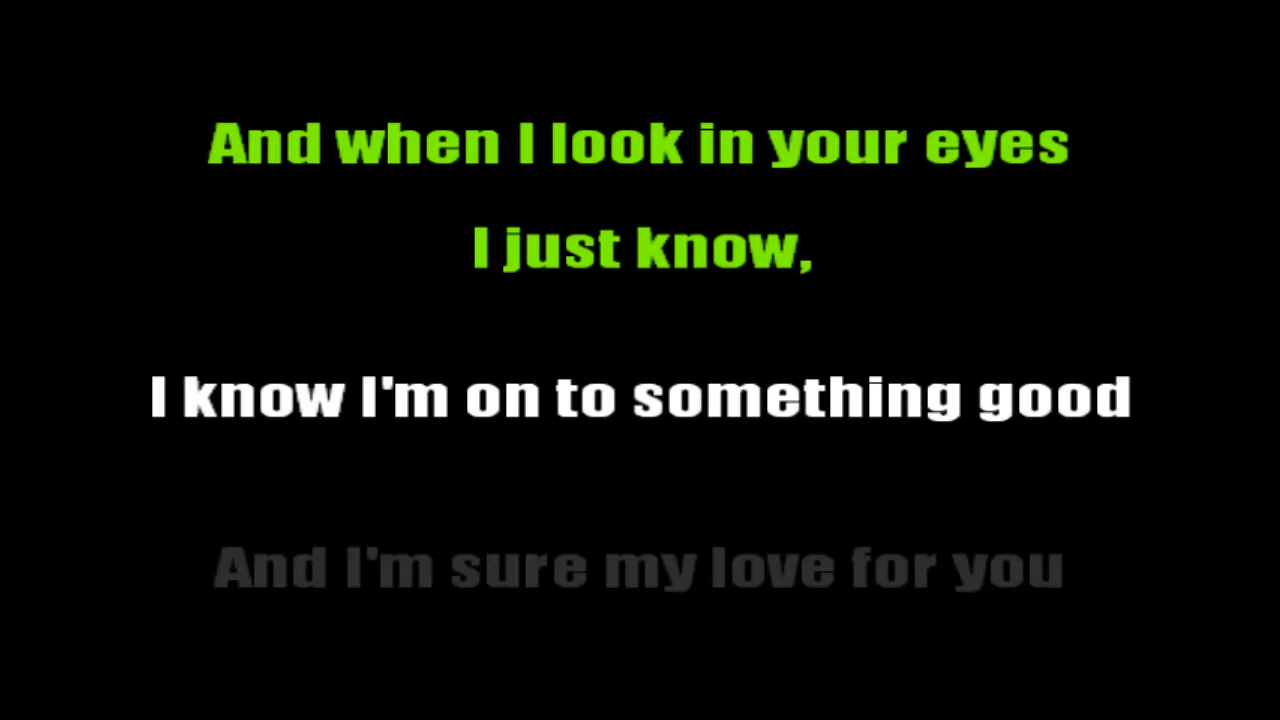 And when I look in your eyes
I just know,
I know I'm on to something good
And I'm sure my love for you